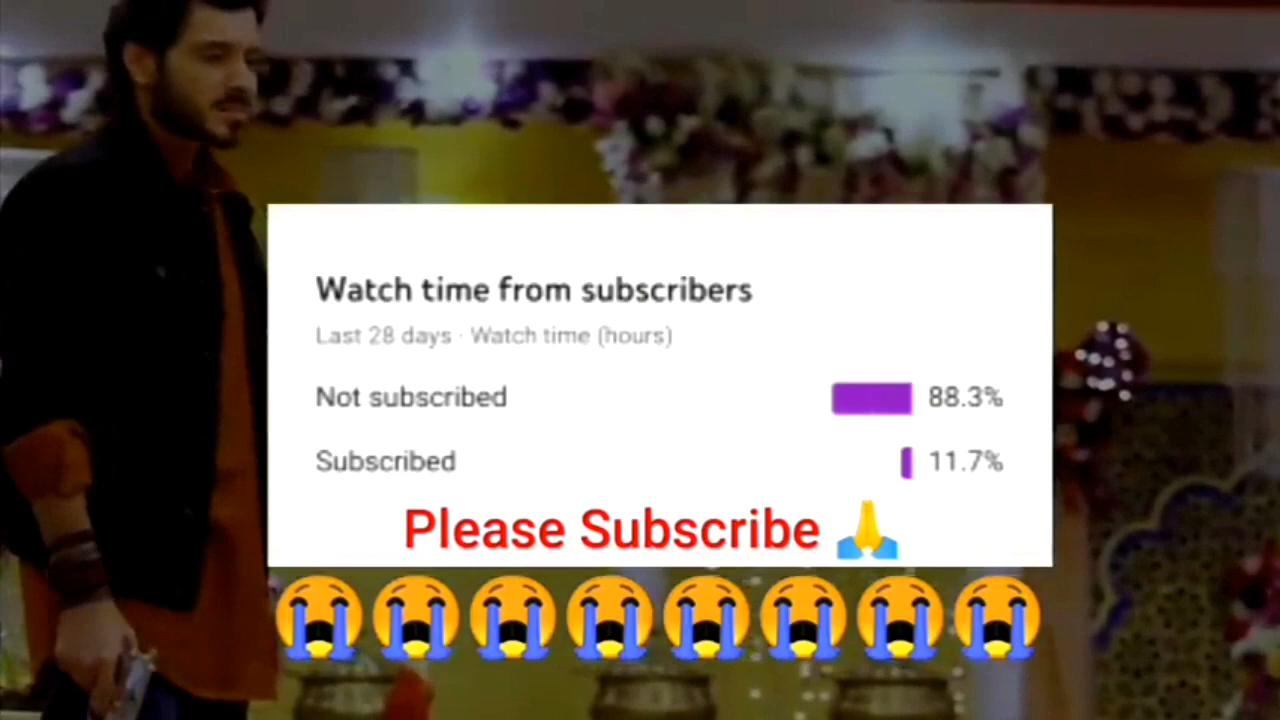 Watch time from subscribers
Last 28 days · Watch time (hours)
Not subscribed 88.3%
Subscribed 11.7%
Please Subscribe 🙏
😭😭😭😭😭😭😭😭